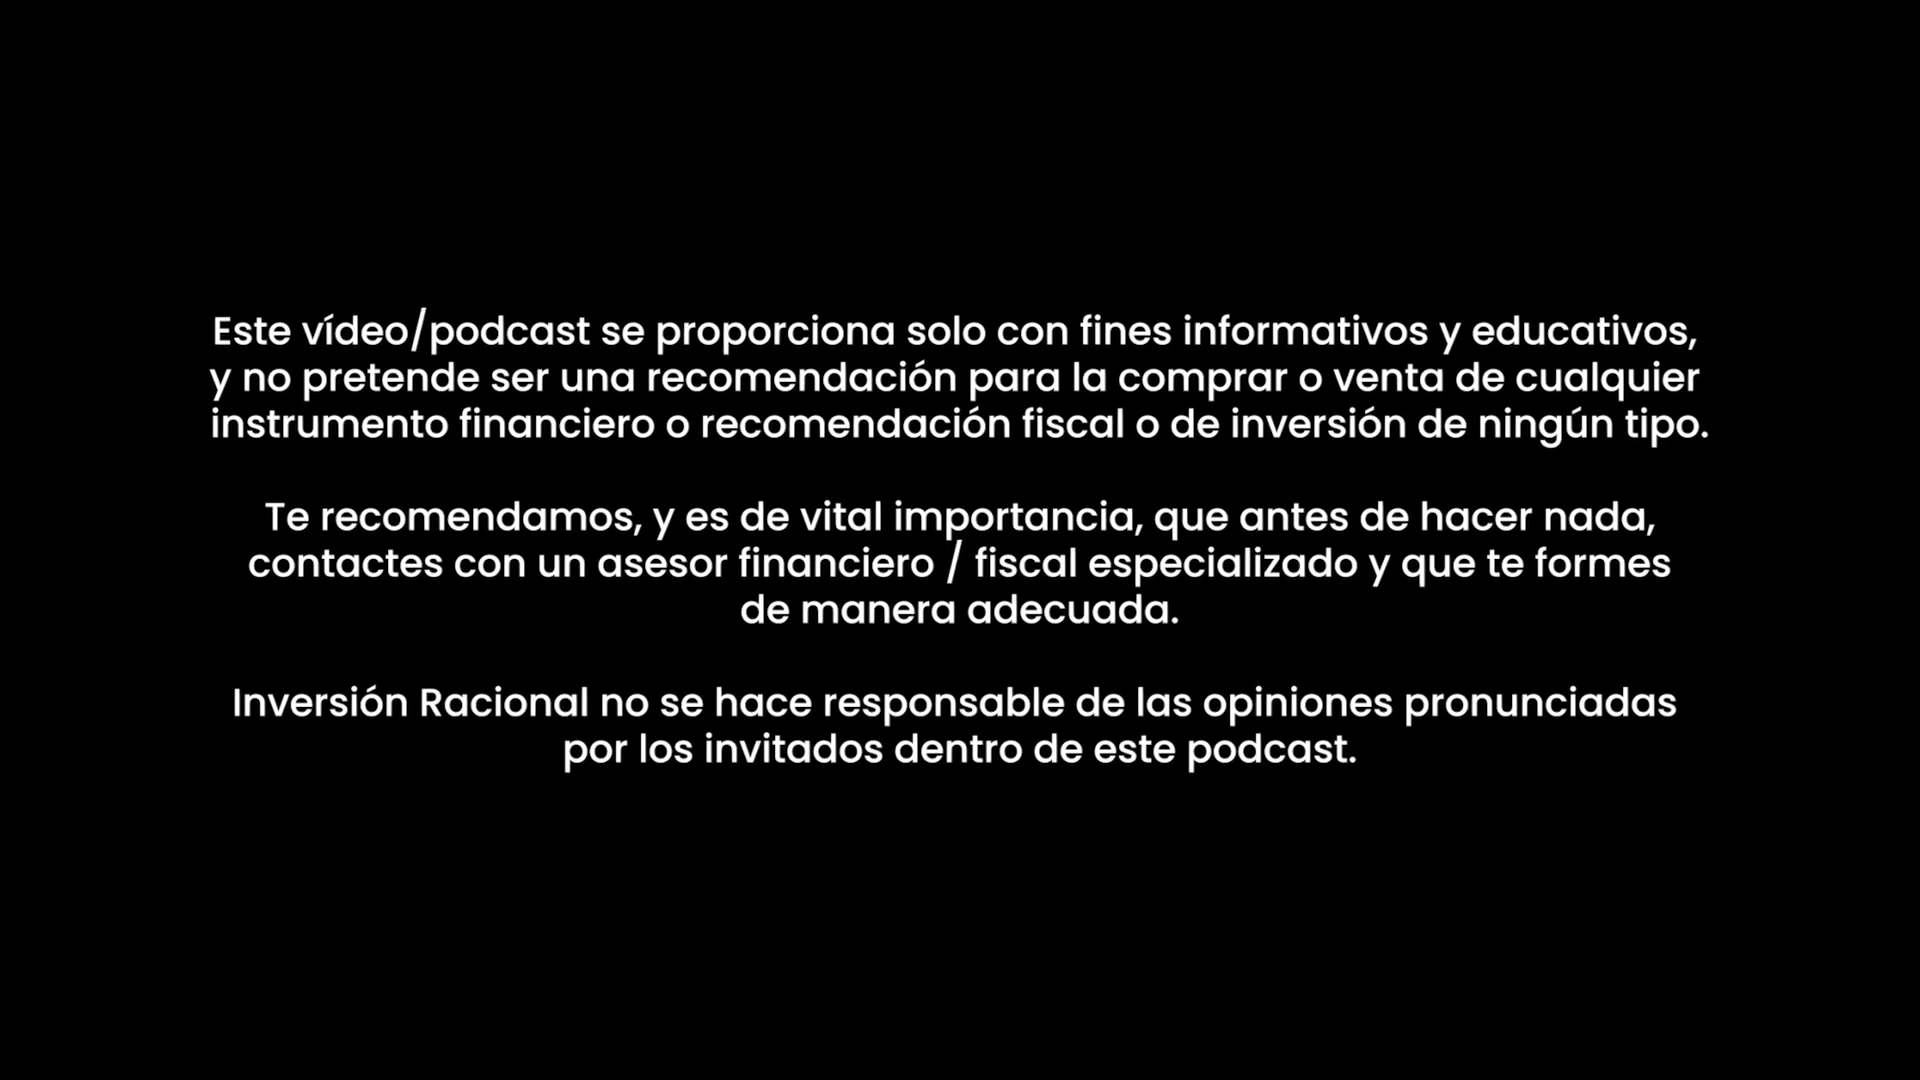 Este vídeo/podcast se proporciona solo con fines informativos y educativos,
y no pretende ser una recomendación para la comprar o venta de cualquier
instrumento financiero o recomendación fiscal o de inversión de ningún tipo.
Te recomendamos, y es de vital importancia, que antes de hacer nada,
contactes con un asesor financiero / fiscal especializado y que te formes
de manera adecuada.
Inversión Racional no se hace responsable de las opiniones pronunciadas
por los invitados dentro de este podcast.